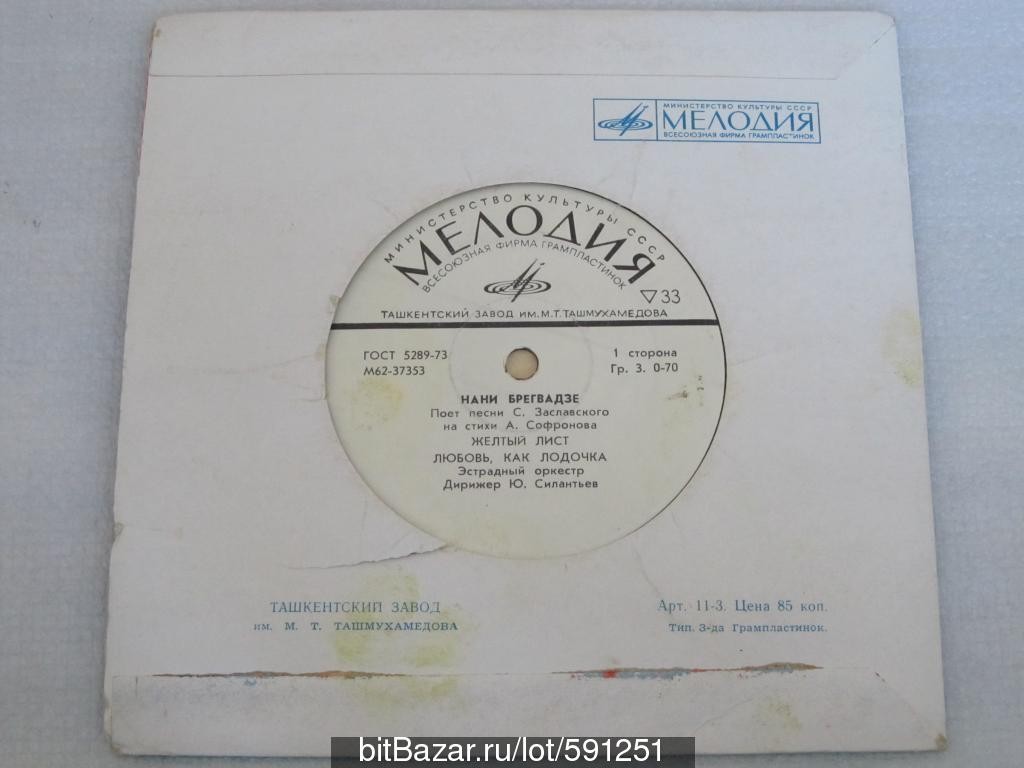 МИНИСТЕРСТВО КУЛЬТУРЫ СССР
МЕЛОДИЯ
ВСЕСОЮЗНАЯ ФИРМА ГРАМПЛАСТИНОК
МИНИСТЕРСТВО КУЛЬТУРЫ СССР
МЕЛОДИЯ
ВСЕСОЮЗНАЯ ФИРМА ГРАМПЛАСТИНОК
▽33
ТАШКЕНТСКИЙ ЗАВОД ИМ.М.Т.ТАШМУХАМЕДОВА
ГОСТ 5289-73 1 сторона
М62-37353 Гр. 3. 0-70
НАНИ БРЕГВАДЗЕ
Поет песни С. Заславского
на стихи А. Софронова
ЖЕЛТЫЙ ЛИСТ
ЛЮБОВЬ, КАК ЛОДОЧКА
Эстрадный оркестр
Дирижер Ю. Силантьев
ТАШКЕНТСКИЙ ЗАВОД Арт. 11-3. Цена 85 коп.
им. М. Т. ТАШМУХАМЕДОВА Тип. З-да Грампластинок.
bitBazar.ru/lot/591251